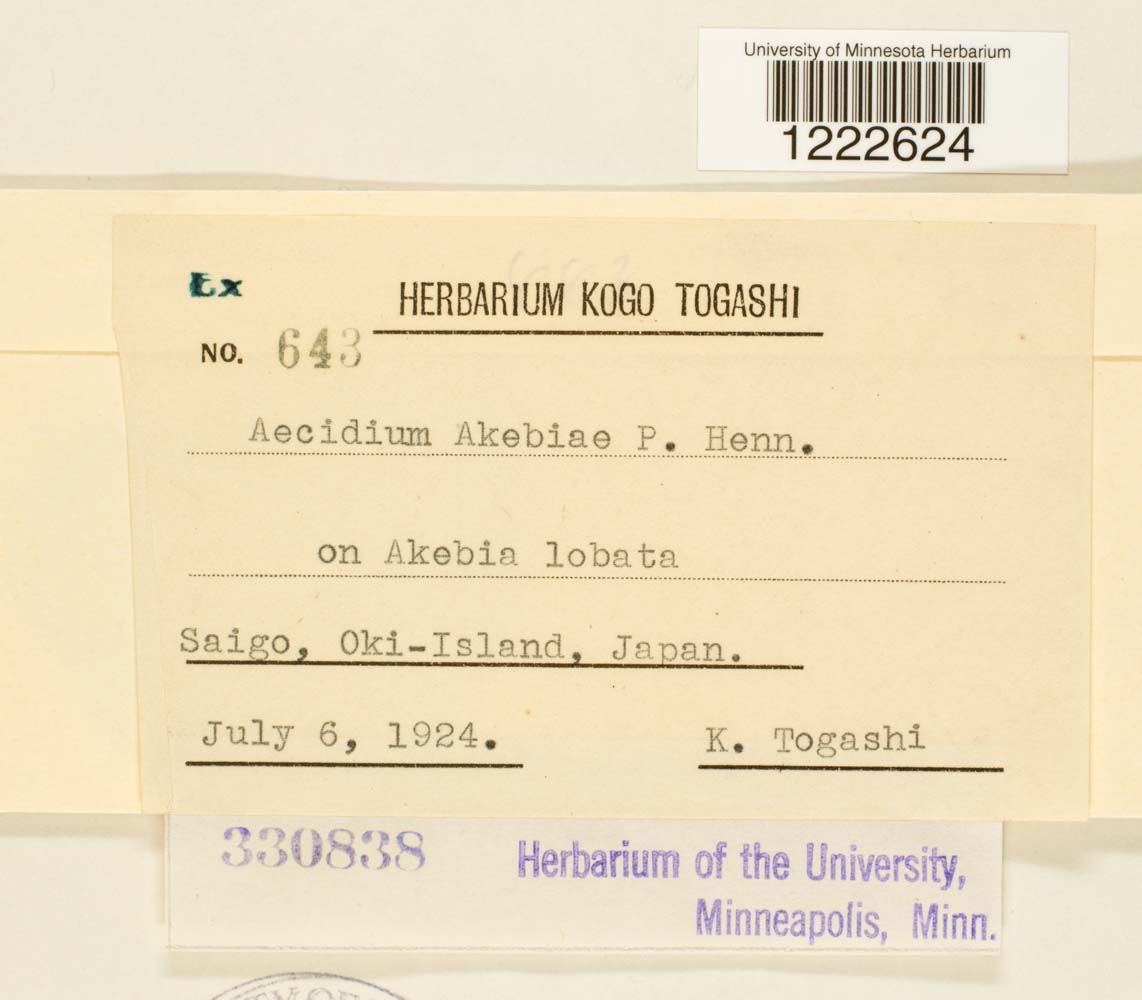 University of Minnesota Herbarium
1222624
Ex
HERBARIUM KOGO TOGASHI
NO. 643
Aecidium Akebiae P. Henn.
on Akebia lobata
Saigo, Oki-Island, Japan.
July 6, 1924. K. Togashi
330838 Herbarium of the University,
Minneapolis, Minn.